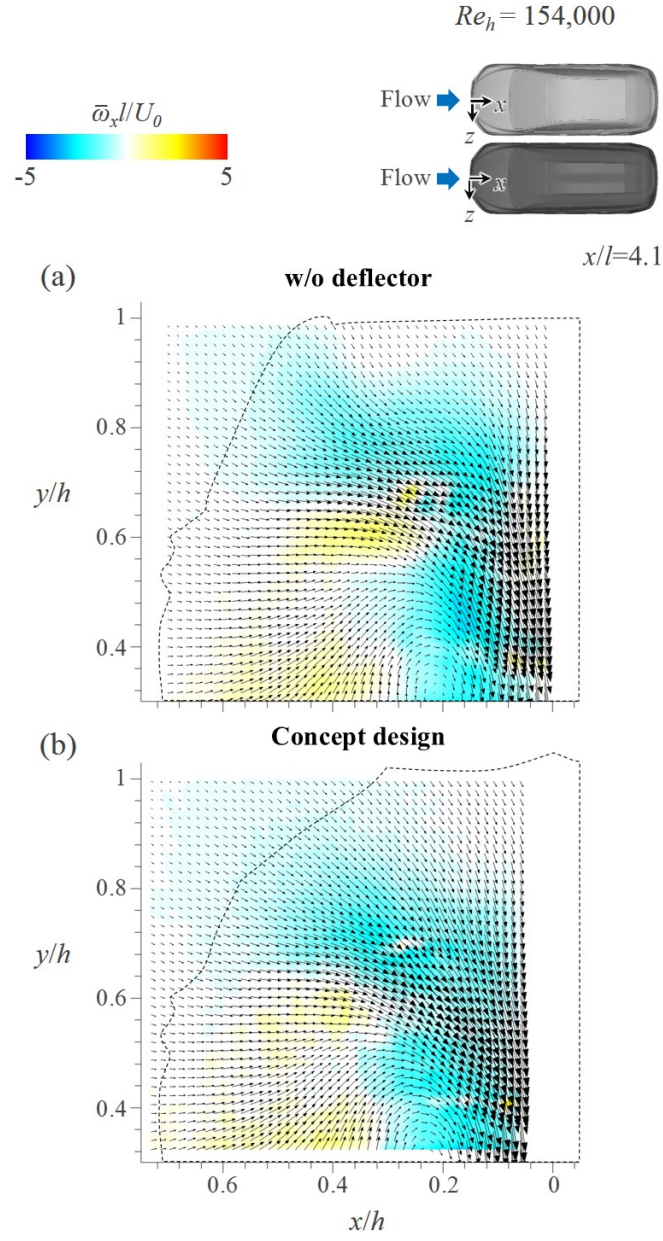 Re_h = 154,000
ω̄_x l/U_0
-5 5
Flow x
z
Flow x
z
x/l=4.1
(a) w/o deflector
1
0.8
y/h
0.6
0.4
(b) Concept design
1
0.8
y/h
0.6
0.4
0.6 0.4 0.2 0
x/h